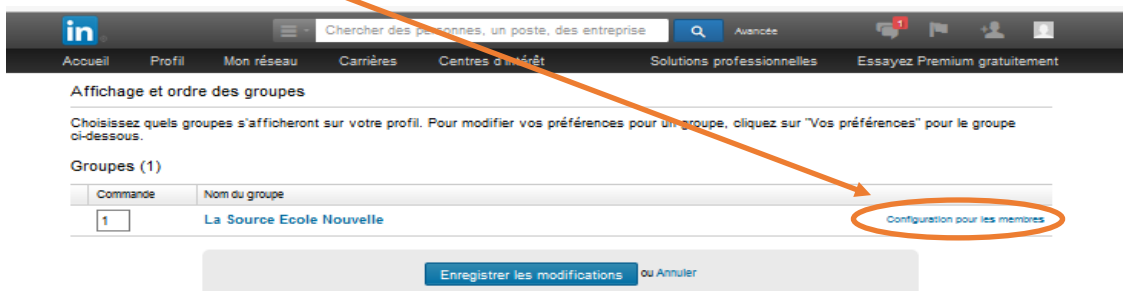 in
Chercher des personnes, un poste, des entreprise
Avancée
1
Accueil Profil Mon réseau Carrières Centres d'intérêt Solutions professionnelles Essayez Premium gratuitement
Affichage et ordre des groupes
Choisissez quels groupes s'afficheront sur votre profil. Pour modifier vos préférences pour un groupe, cliquez sur "Vos préférences" pour le groupe
ci-dessous.
Groupes (1)
Commande Nom du groupe
1 La Source Ecole Nouvelle Configuration pour les membres
Enregistrer les modifications ou Annuler